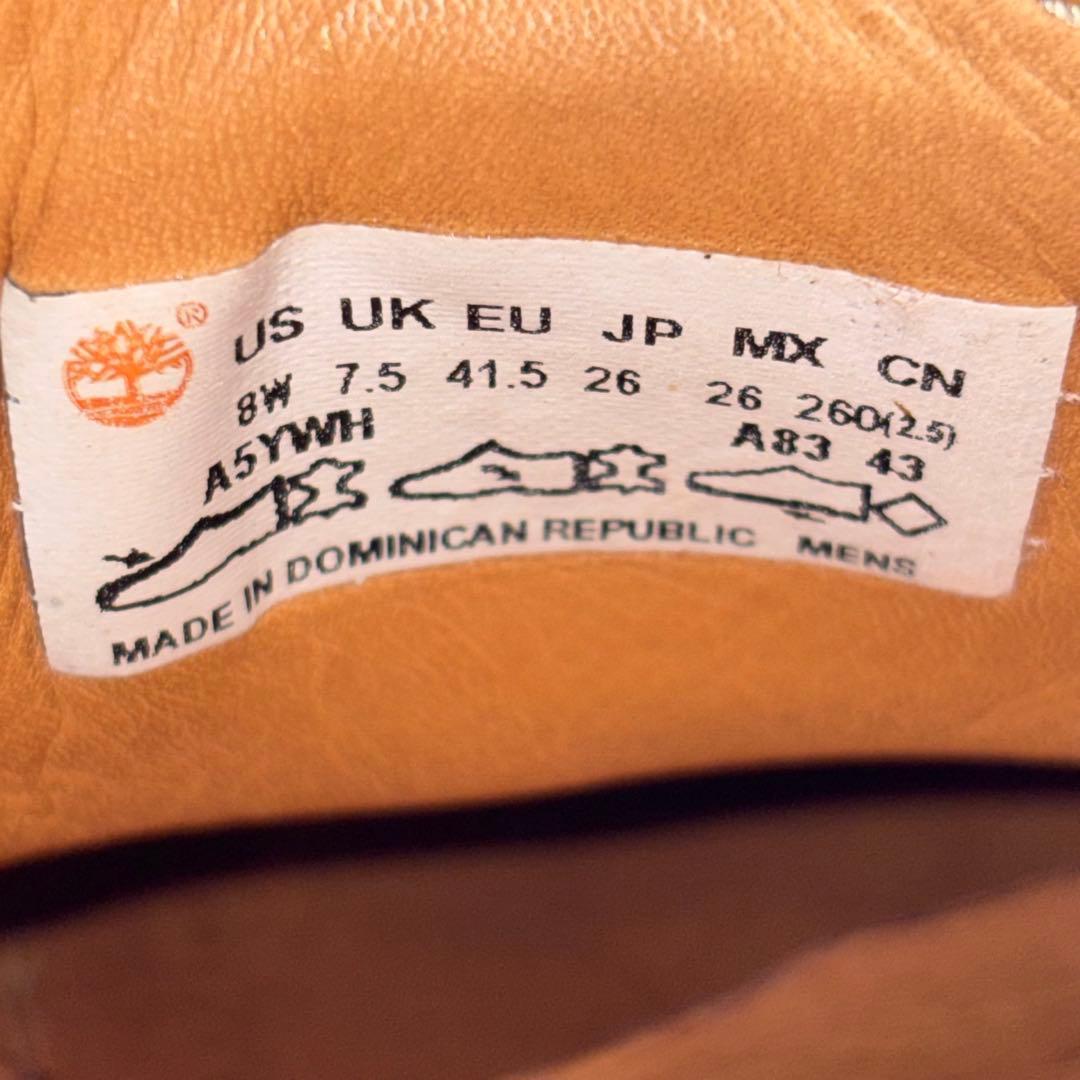 ®
US UK EU JP MX CN
8W 7.5 41.5 26 26 260(2.5)
A5YWH A83 43
MADE IN DOMINICAN REPUBLIC MENS